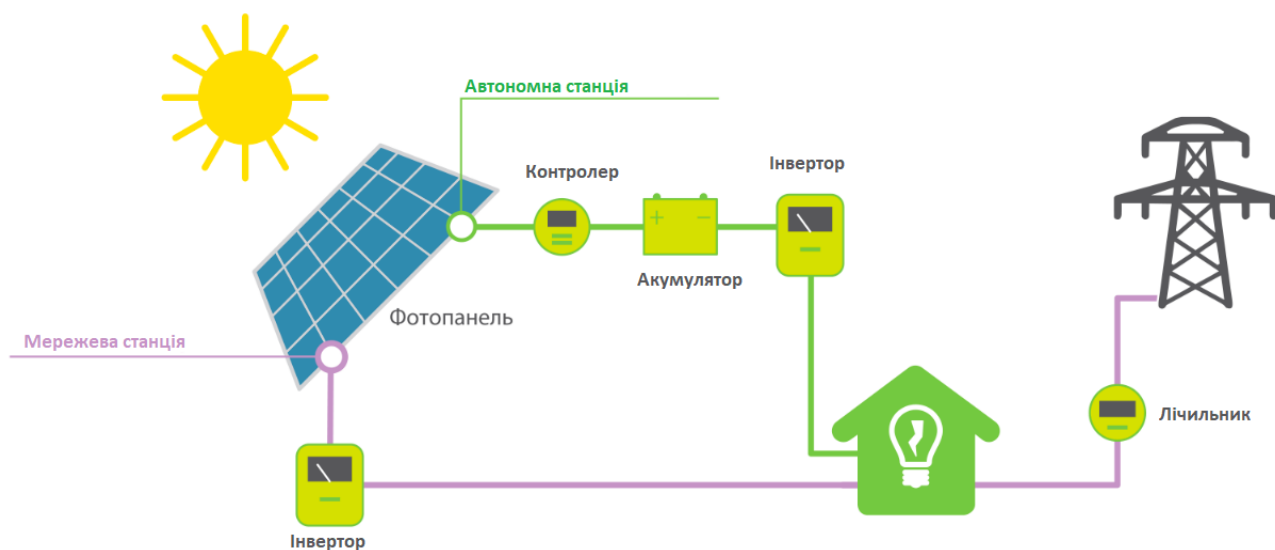 Автономна станція
Контролер
Інвертор
Акумулятор
Фотопанель
Мережева станція
Лічильник
Інвертор